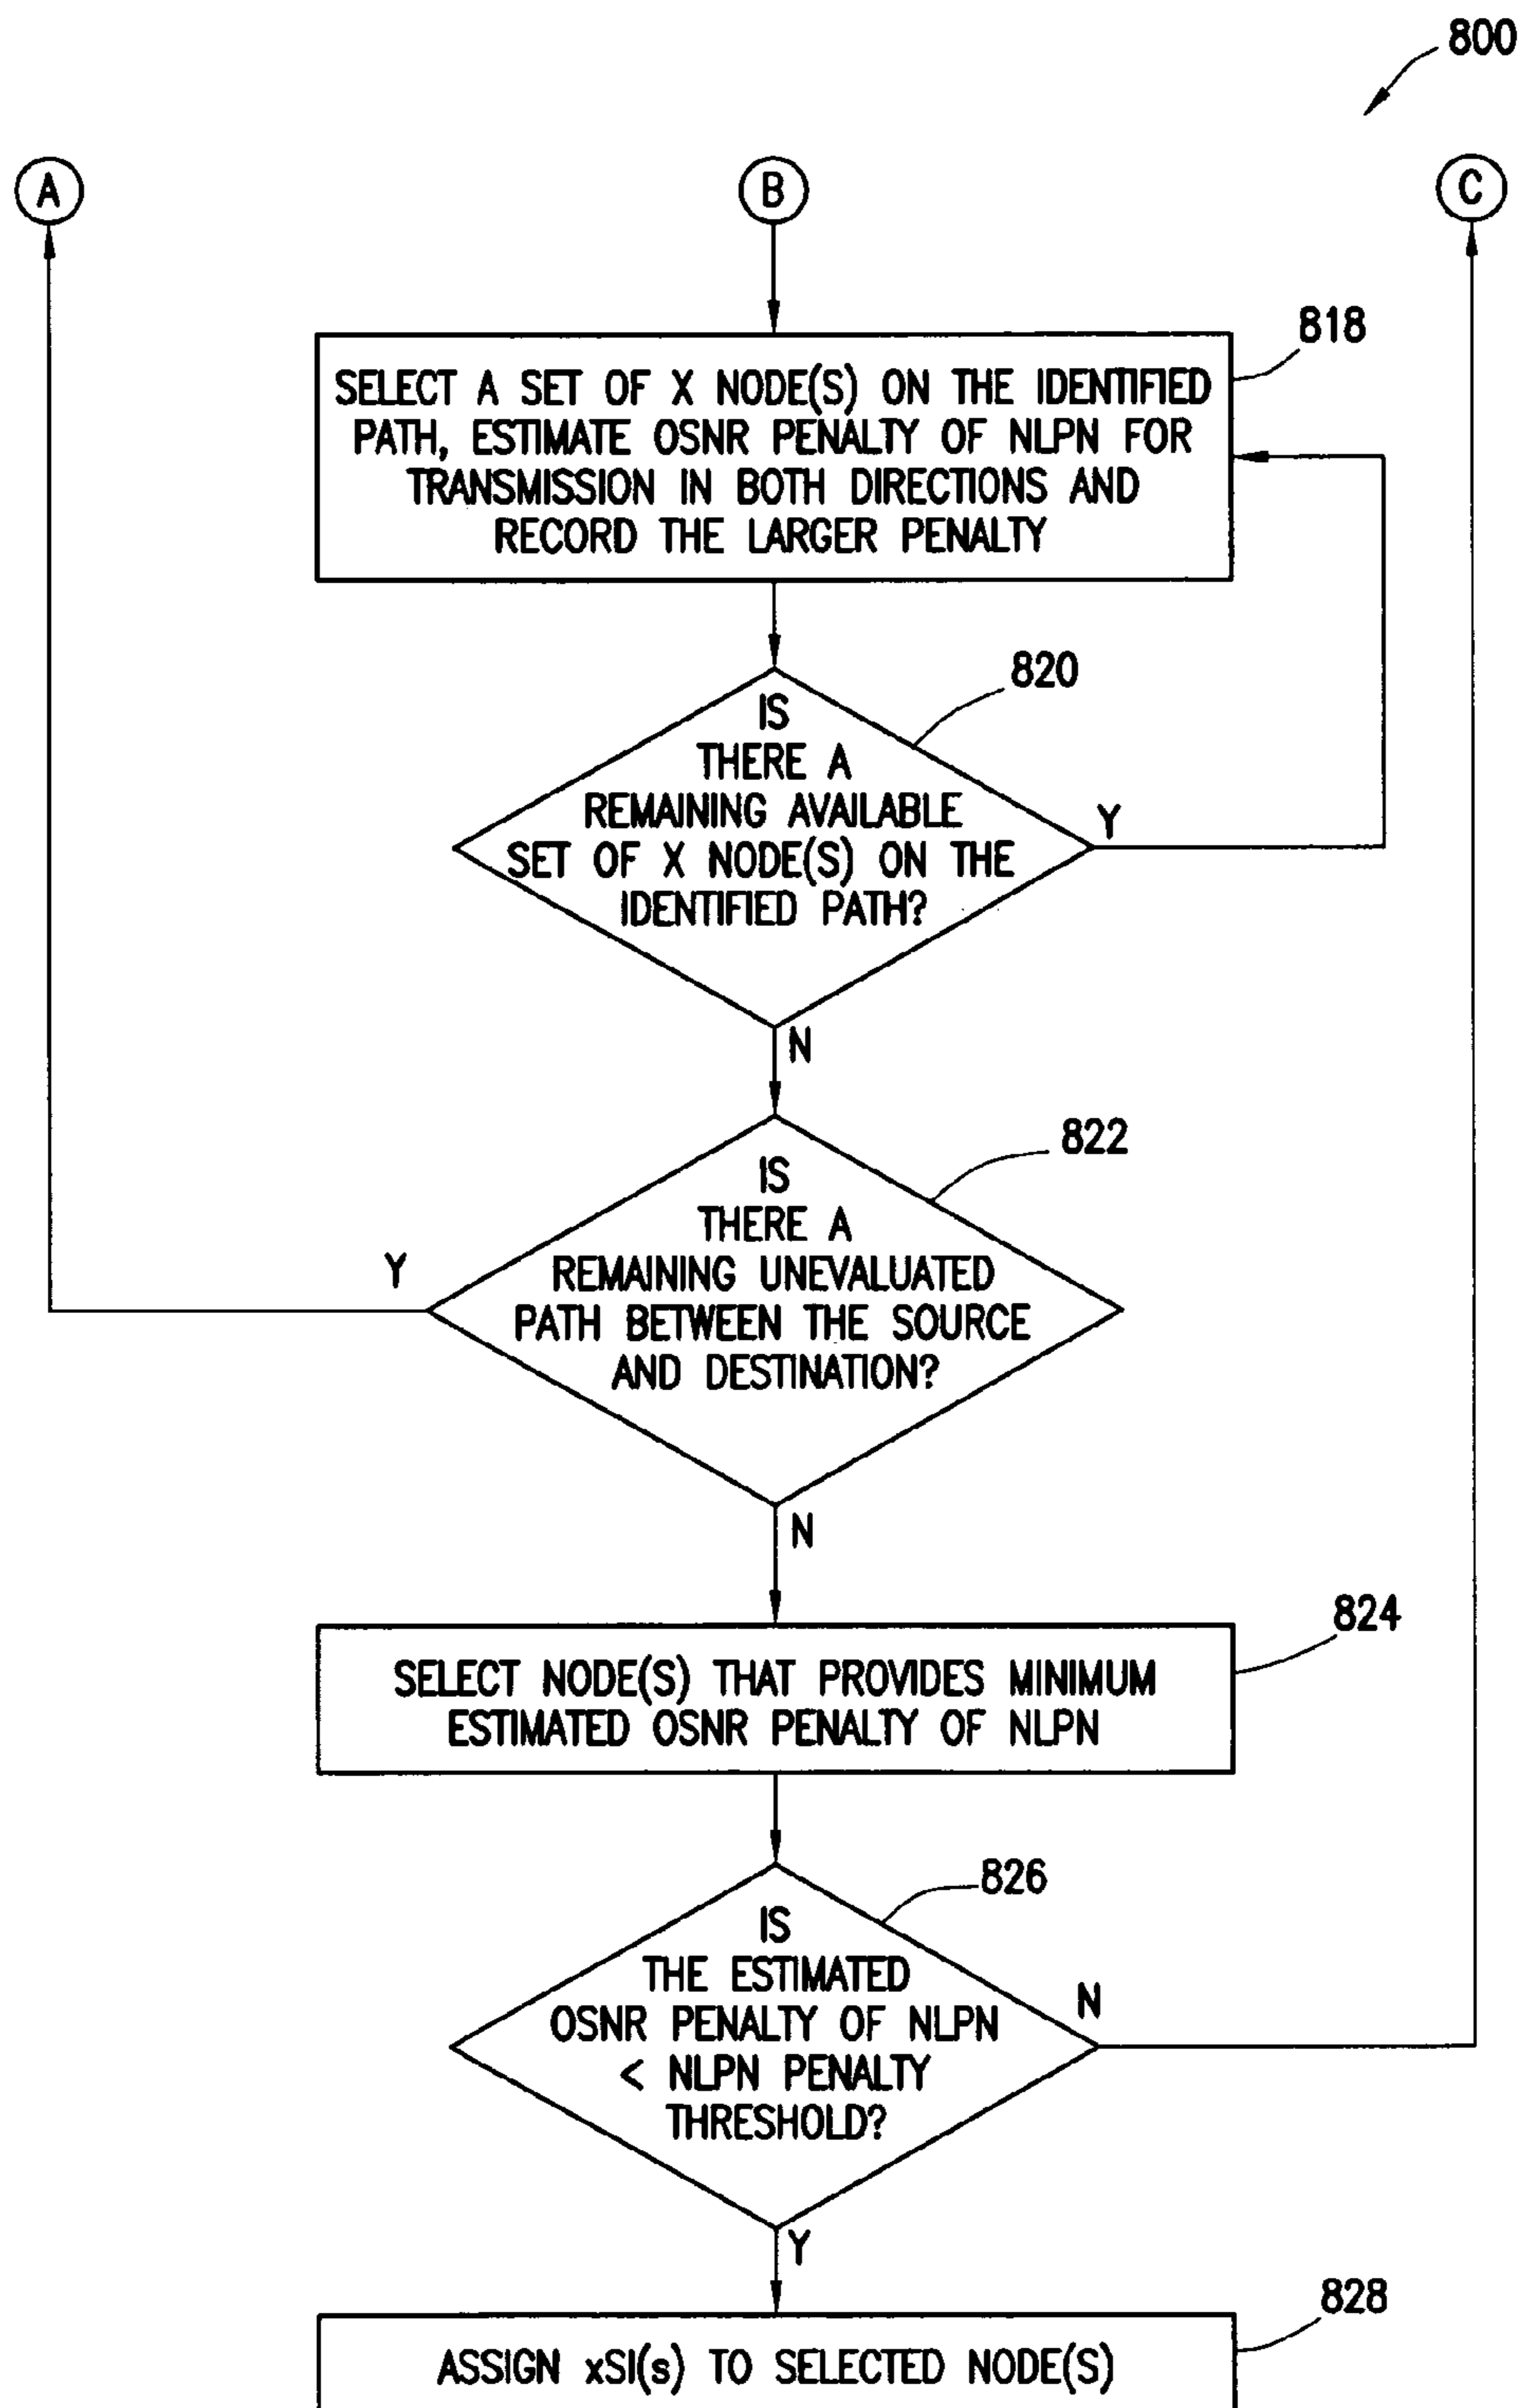 800
A
B
C
818
SELECT A SET OF X NODE(S) ON THE IDENTIFIED
PATH, ESTIMATE OSNR PENALTY OF NLPN FOR
TRANSMISSION IN BOTH DIRECTIONS AND
RECORD THE LARGER PENALTY
820
IS
THERE A
REMAINING AVAILABLE
SET OF X NODE(S) ON THE
IDENTIFIED PATH?
Y
N
822
IS
THERE A
REMAINING UNEVALUATED
PATH BETWEEN THE SOURCE
AND DESTINATION?
Y
N
824
SELECT NODE(S) THAT PROVIDES MINIMUM
ESTIMATED OSNR PENALTY OF NLPN
826
IS
THE ESTIMATED
OSNR PENALTY OF NLPN
< NLPN PENALTY
THRESHOLD?
N
Y
828
ASSIGN xSI(s) TO SELECTED NODE(S)